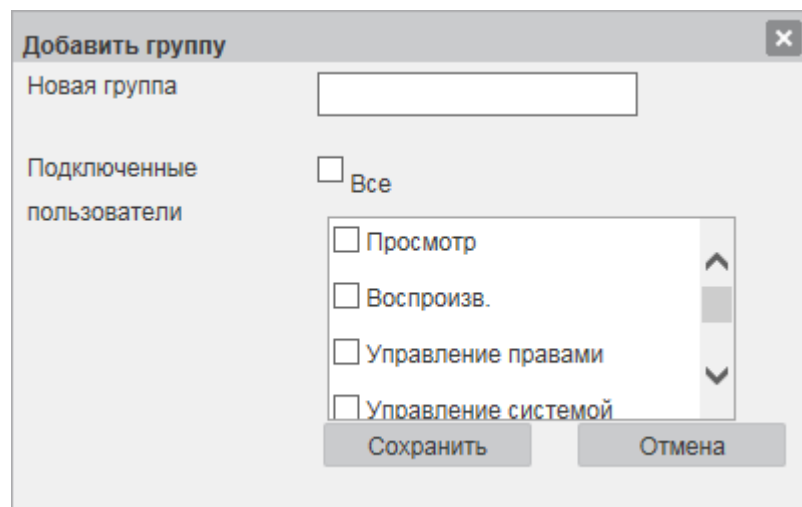 Добавить группу
Новая группа
Подключенные
пользователи
Все
Просмотр
Воспроизв.
Управление правами
Управление системой
Сохранить
Отмена